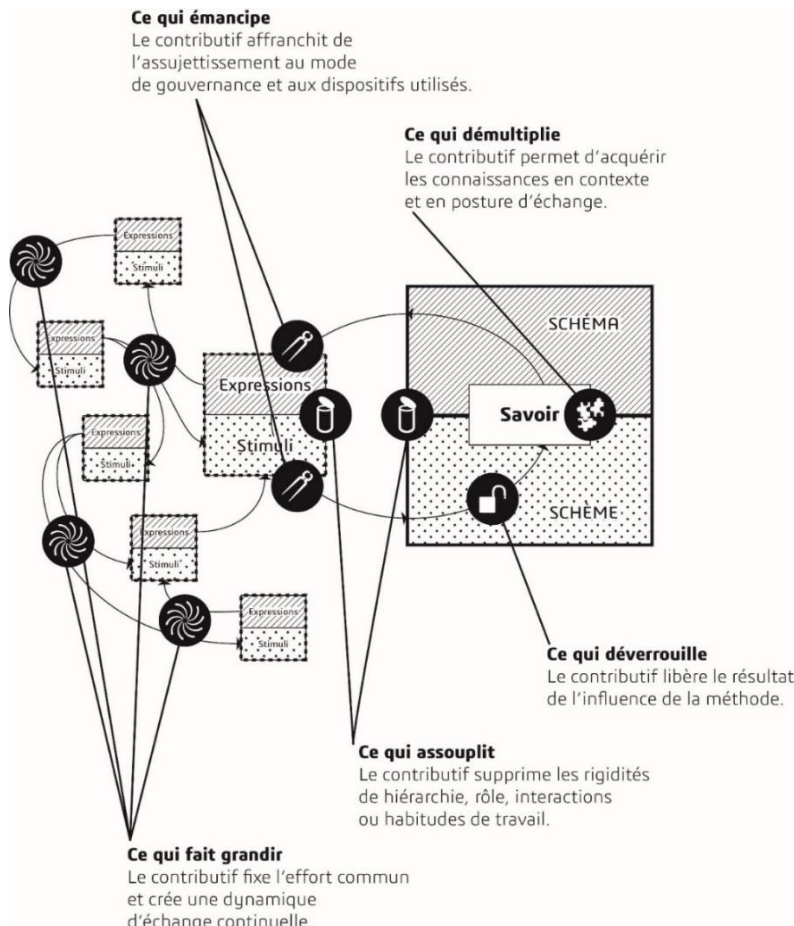 Ce qui émancipe
Le contributif affranchit de
l'assujettissement au mode
de gouvernance et aux dispositifs utilisés.
Ce qui démultiplie
Le contributif permet d'acquérir
les connaissances en contexte
et en posture d'échange.
Expressions
Stimuli
Expressions
Stimuli
Expressions
Stimuli
SCHÉMA
Savoir
SCHÈME
Expressions
Stimuli
Expressions
Stimuli
Expressions
Stimuli
Ce qui déverrouille
Le contributif libère le résultat
de l'influence de la méthode.
Ce qui assouplit
Le contributif supprime les rigidités
de hiérarchie, rôle, interactions
ou habitudes de travail.
Ce qui fait grandir
Le contributif fixe l'effort commun
et crée une dynamique
d'échange continuelle